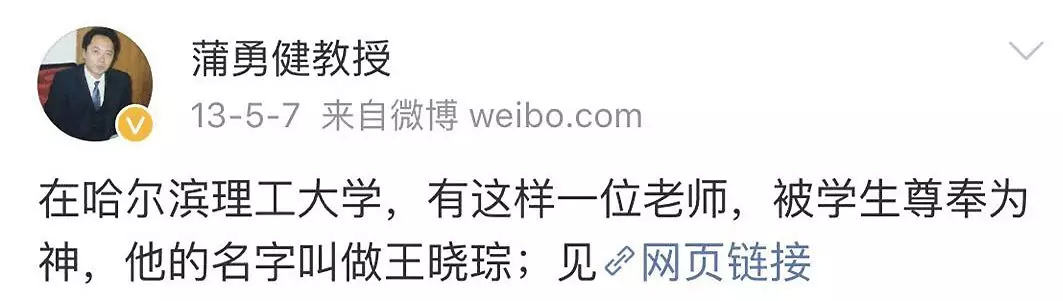 蒲勇健教授
13-5-7 来自微博 weibo.com
在哈尔滨理工大学，有这样一位老师，被学生尊奉为
神，他的名字叫做王晓琮；见网页链接